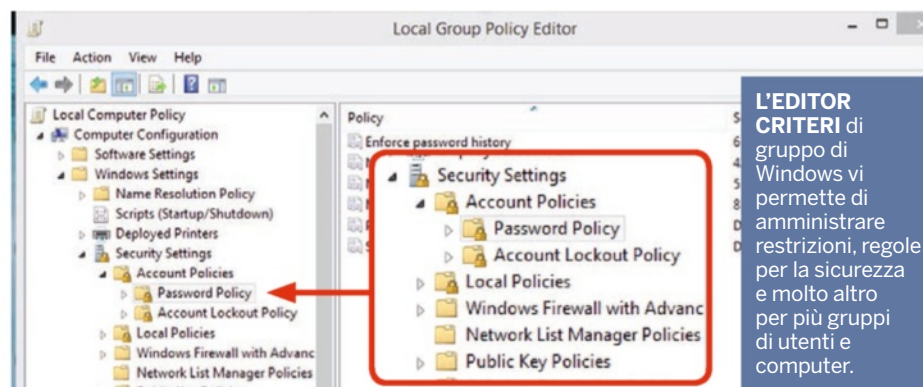 Local Group Policy Editor
File Action View Help
Local Computer Policy
Computer Configuration
Software Settings
Windows Settings
Name Resolution Policy
Scripts (Startup/Shutdown)
Deployed Printers
Security Settings
Account Policies
Password Policy
Account Lockout Policy
Local Policies
Windows Firewall with Advanc
Network List Manager Policies
Policy
Enforce password history
Security Settings
Account Policies
Password Policy
Account Lockout Policy
Local Policies
Windows Firewall with Advanc
Network List Manager Policies
Public Key Policies
L'EDITOR
CRITERI di
gruppo di
Windows vi
permette di
amministrare
restrizioni, regole
per la sicurezza
e molto altro
per più gruppi
di utenti e
computer.